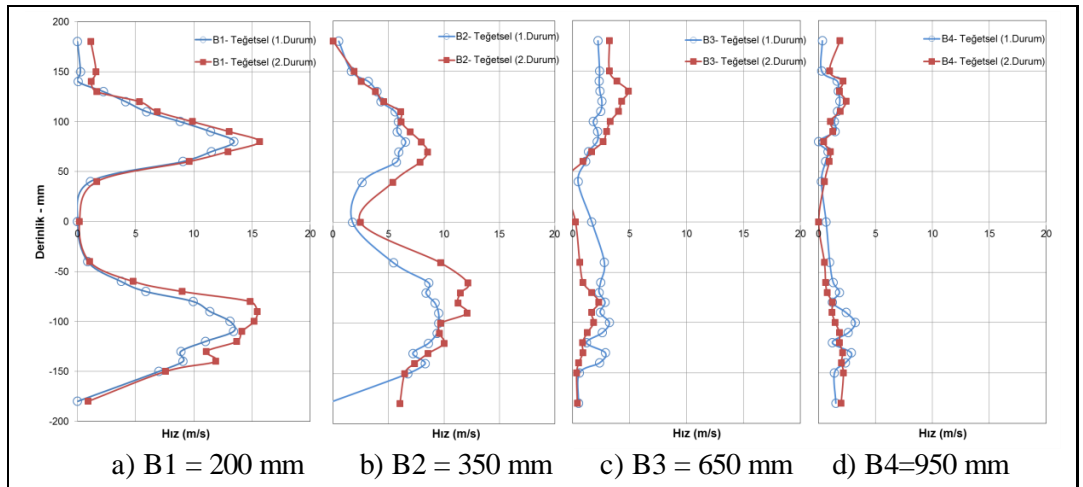 200
150
100
50
0
-50
-100
-150
-200
Derinlik - mm
B1- Teğetsel (1.Durum)
B1- Teğetsel (2.Durum)
0 5 10 15 20
Hız (m/s)
B2- Teğetsel (1.Durum)
B2- Teğetsel (2.Durum)
0 5 10 15 20
Hız (m/s)
B3- Teğetsel (1.Durum)
B3- Teğetsel (2.Durum)
0 5 10 15 20
Hız (m/s)
B4- Teğetsel (1.Durum)
B4- Teğetsel (2.Durum)
0 5 10 15 20
Hız (m/s)
a) B1 = 200 mm
b) B2 = 350 mm
c) B3 = 650 mm
d) B4=950 mm